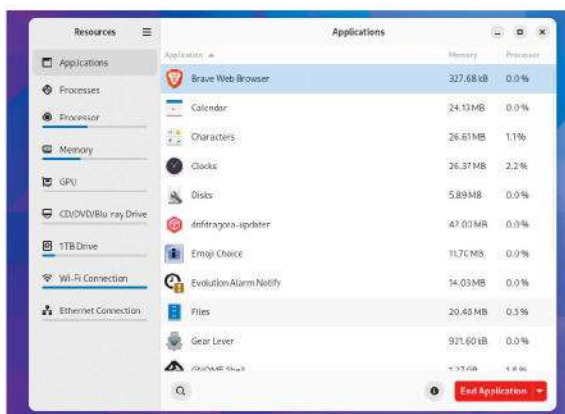 Resources
Applications
Applications
Processes
Processor
Memory
GPU
CD/DVD/Blu-ray Drive
1TB Drive
Wi-Fi Connection
Ethernet Connection
Application Memory Processor
Brave Web Browser 327.68 kB 0.0 %
Calendar 24.13 MB 0.0 %
Characters 26.61 MB 1.1 %
Clocks 26.37 MB 2.2 %
Disks 5.89 MB 0.0 %
dnfdragora-updater 47.00 MB 0.0 %
Emoji Choice 11.70 MB 0.0 %
Evolution Alarm Notify 14.03 MB 0.0 %
Files 20.48 MB 0.5 %
Gear Lever 921.60 kB 0.0 %
GNOME Shell
End Application